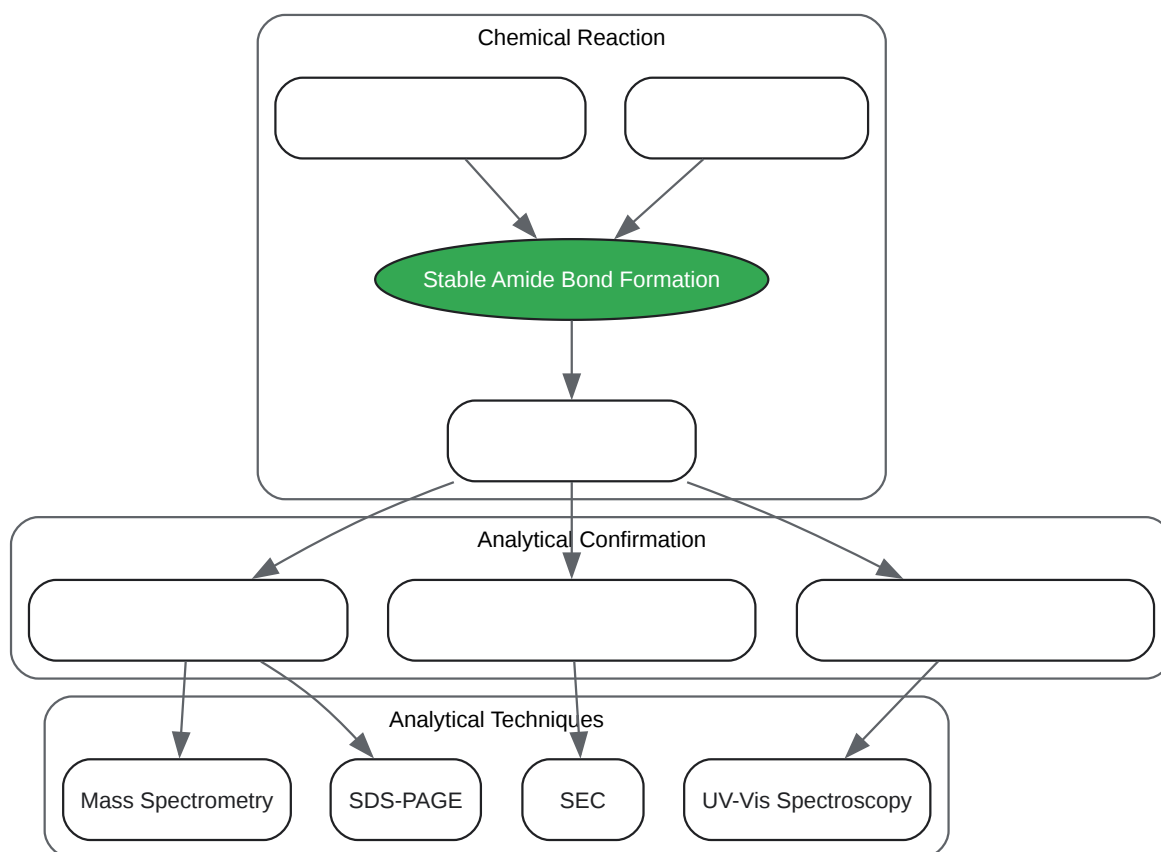 Chemical Reaction
Stable Amide Bond Formation
Analytical Confirmation
Analytical Techniques
Mass Spectrometry
SDS-PAGE
SEC
UV-Vis Spectroscopy